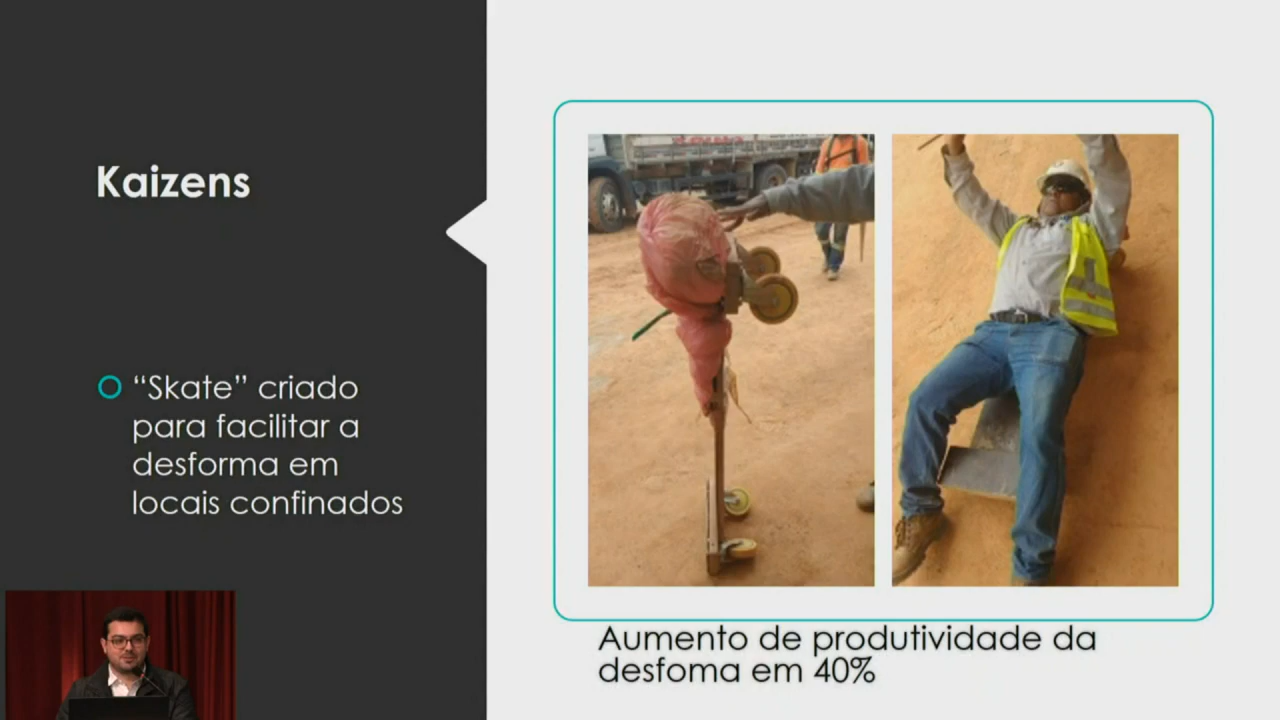 Kaizens
“Skate” criado
para facilitar a
desforma em
locais confinados
Aumento de produtividade da
desfoma em 40%